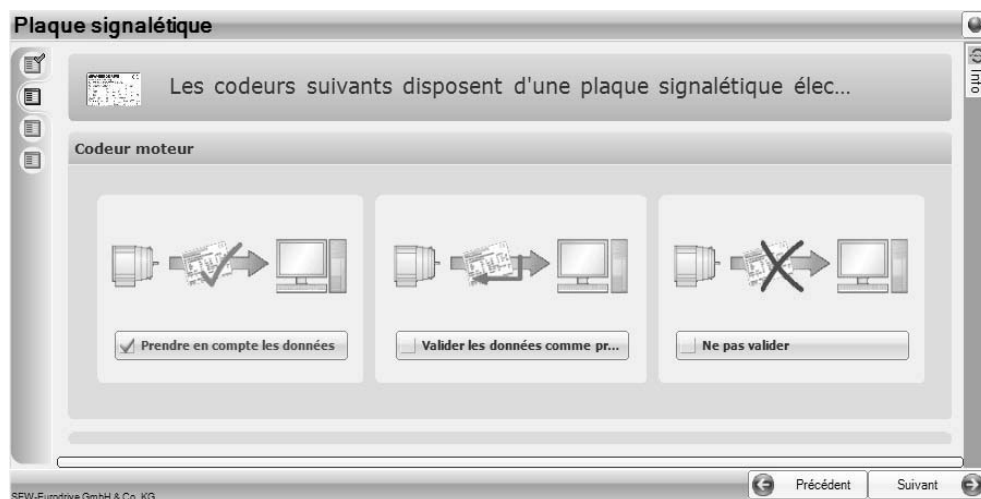 Plaque signalétique
Info
Les codeurs suivants disposent d'une plaque signalétique élec...
Codeur moteur
Prendre en compte les données
Valider les données comme pr...
Ne pas valider
Précédent
Suivant
SEW-Eurodrive GmbH & Co. KG